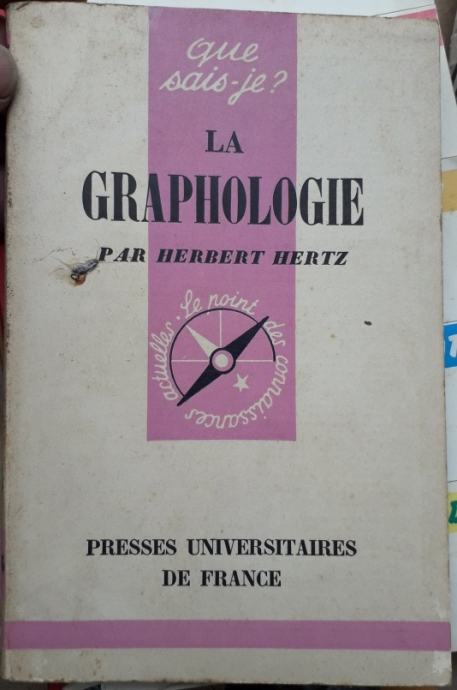 que
sais-je?
LA
GRAPHOLOGIE
PAR HERBERT HERTZ
Le point des connaissances actuelles.
PRESSES UNIVERSITAIRES
DE FRANCE